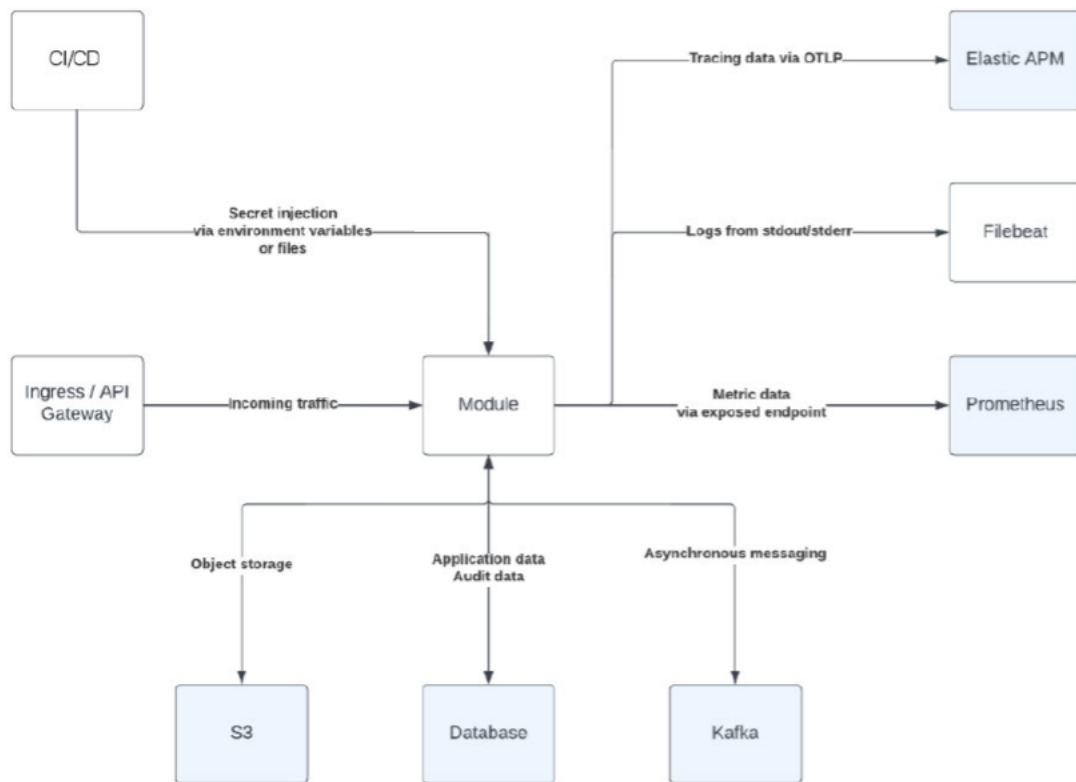 CI/CD
Tracing data via OTLP
Elastic APM
Secret injection
via environment variables
or files
Logs from stdout/stderr
Filebeat
Ingress / API
Gateway
Incoming traffic
Module
Metric data
via exposed endpoint
Prometheus
Object storage
Application data
Audit data
Asynchronous messaging
S3
Database
Kafka